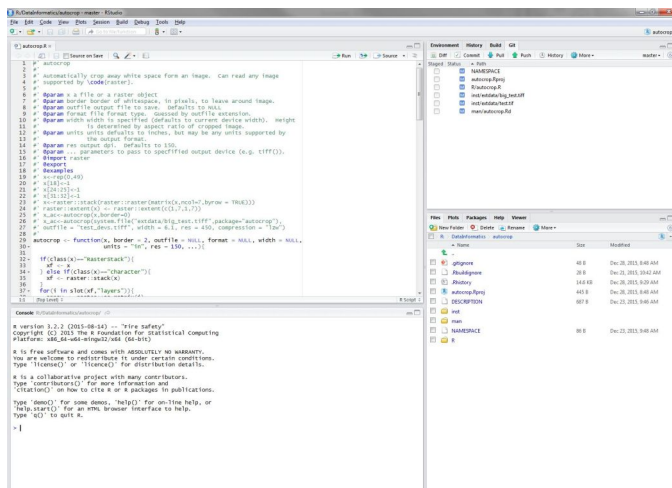 R:/DataInformatics/autocrop - master - RStudio
File Edit Code View Plots Session Build Debug Tools Help
Go to file/function
autocrop
autocrop.R
Source on Save
Run
Source
1 #' autocrop
2 #'
3 #' Automatically crop away white space form an image. Can read any image
4 #' supported by \code{raster}.
5 #'
6 #' @param x a file or a raster object
7 #' @param border border of whitespace, in pixels, to leave around image.
8 #' @param outfile output file to save. Defaults to NULL
9 #' @param format file format type. Guessed by outfile extension.
10 #' @param width width is specified (defaults to current device width). Height
11 #' is determined by aspect ratio of cropped image.
12 #' @param units units defualts to inches, but may be any units supported by
13 #' the output format.
14 #' @param res output dpi. Defaults to 150.
15 #' @param ... parameters to pass to specfified output device (e.g. tiff()).
16 #' @import raster
17 #' @export
18 #' @examples
19 #' x<-rep(0,49)
20 #' x[18]<-1
21 #' x[24:25]<-1
22 #' x[31:32]<-1
23 #' x<-raster::stack(raster::raster(matrix(x,ncol=7,byrow = TRUE)))
24 #' raster::extent(x) <- raster::extent(c(1,7,1,7))
25 #' x_ac<-autocrop(x,border=0)
26 #' x_ac<-autocrop(system.file("extdata/big_test.tiff",package="autocrop"),
27 #' outfile = "test_dev3.tiff", width = 6.1, res = 450, compression = "lzw")
28
29 autocrop <- function(x, border = 2, outfile = NULL, format = NULL, width = NULL,
30 units = "in", res = 150, ...){
31
32 if(class(x)=="RasterStack"){
33 xf <- x
34 } else if(class(x)=="character"){
35 xf <- raster::stack(x)
36 }
37 for(i in slot(xf,"layers")){
1:1 (Top Level)
R Script
Console R:/DataInformatics/autocrop/
R version 3.2.2 (2015-08-14) -- "Fire Safety"
Copyright (C) 2015 The R Foundation for Statistical Computing
Platform: x86_64-w64-mingw32/x64 (64-bit)
R is free software and comes with ABSOLUTELY NO WARRANTY.
You are welcome to redistribute it under certain conditions.
Type 'license()' or 'licence()' for distribution details.
R is a collaborative project with many contributors.
Type 'contributors()' for more information and
'citation()' on how to cite R or R packages in publications.
Type 'demo()' for some demos, 'help()' for on-line help, or
'help.start()' for an HTML browser interface to help.
Type 'q()' to quit R.
>
Environment History Build Git
Diff Commit Pull Push History More master
Staged Status Path
NAMESPACE
autocrop.Rproj
R/autocrop.R
inst/extdata/big_test.tiff
inst/extdata/test.tif
man/autocrop.Rd
Files Plots Packages Help Viewer
New Folder Delete Rename More
R: DataInformatics autocrop
Name Size Modified
..
.gitignore 40 B Dec 28, 2015, 8:48 AM
.Rbuildignore 28 B Dec 21, 2015, 10:42 AM
.Rhistory 14.6 KB Dec 28, 2015, 8:29 AM
autocrop.Rproj 443 B Dec 28, 2015, 8:48 AM
DESCRIPTION 687 B Dec 23, 2015, 8:46 AM
inst
man
NAMESPACE 86 B Dec 23, 2015, 8:46 AM
R